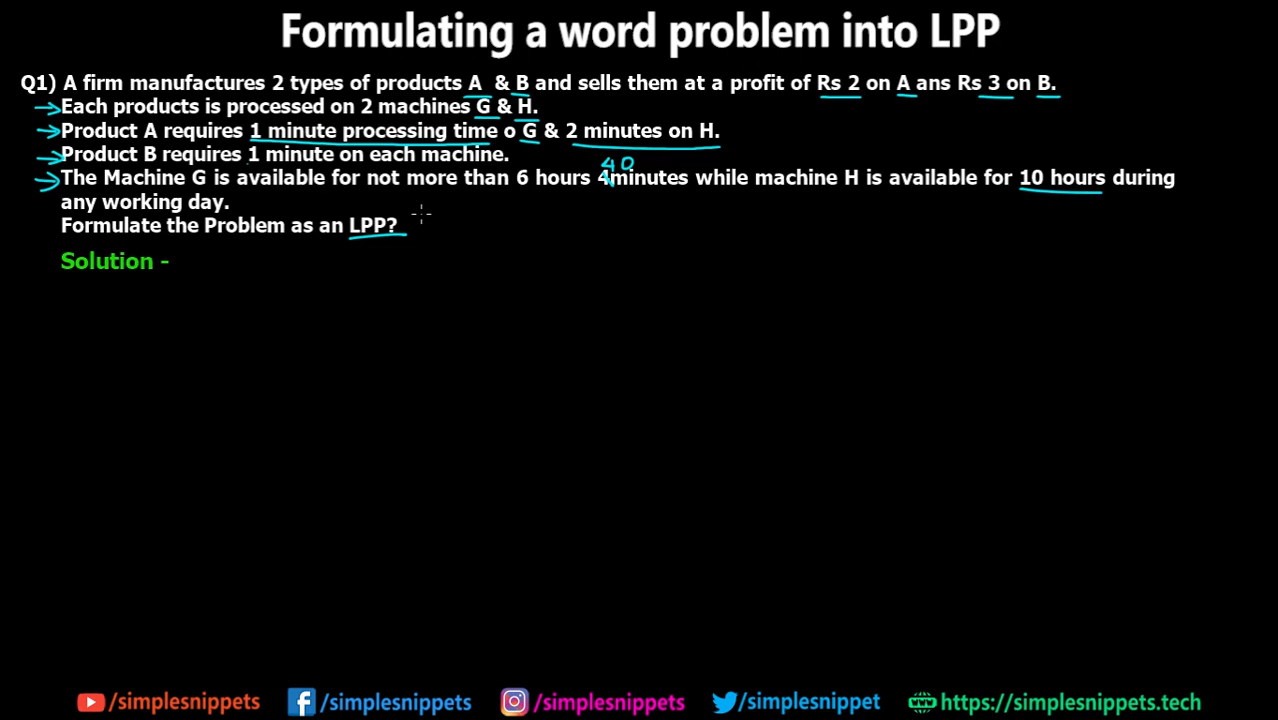 Formulating a word problem into LPP
Q1) A firm manufactures 2 types of products A & B and sells them at a profit of Rs 2 on A ans Rs 3 on B.
Each products is processed on 2 machines G & H.
Product A requires 1 minute processing time o G & 2 minutes on H.
Product B requires 1 minute on each machine.
40
The Machine G is available for not more than 6 hours 4minutes while machine H is available for 10 hours during
any working day.
Formulate the Problem as an LPP?
Solution -
/simplesnippets /simplesnippets /simplesnippets /simplesnippets https://simplesnippets.tech